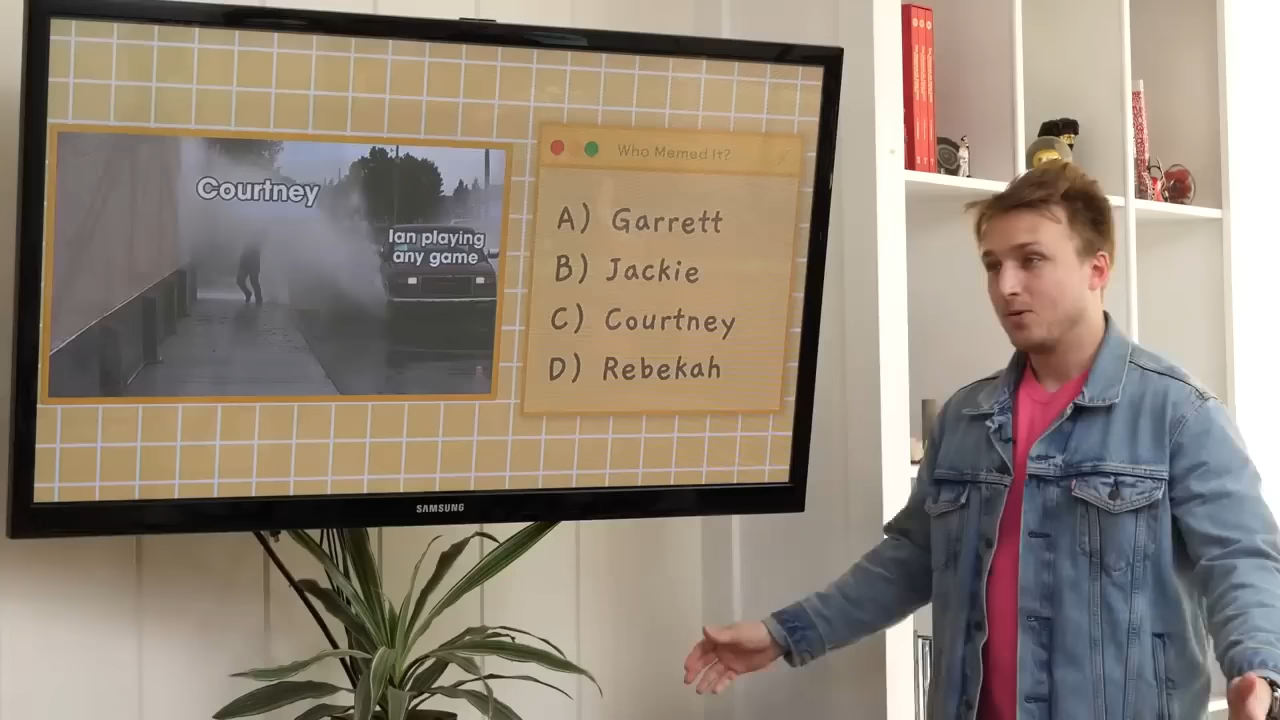 Courtney
Ian playing
any game
Who Memed It?
A) Garrett
B) Jackie
C) Courtney
D) Rebekah
SAMSUNG